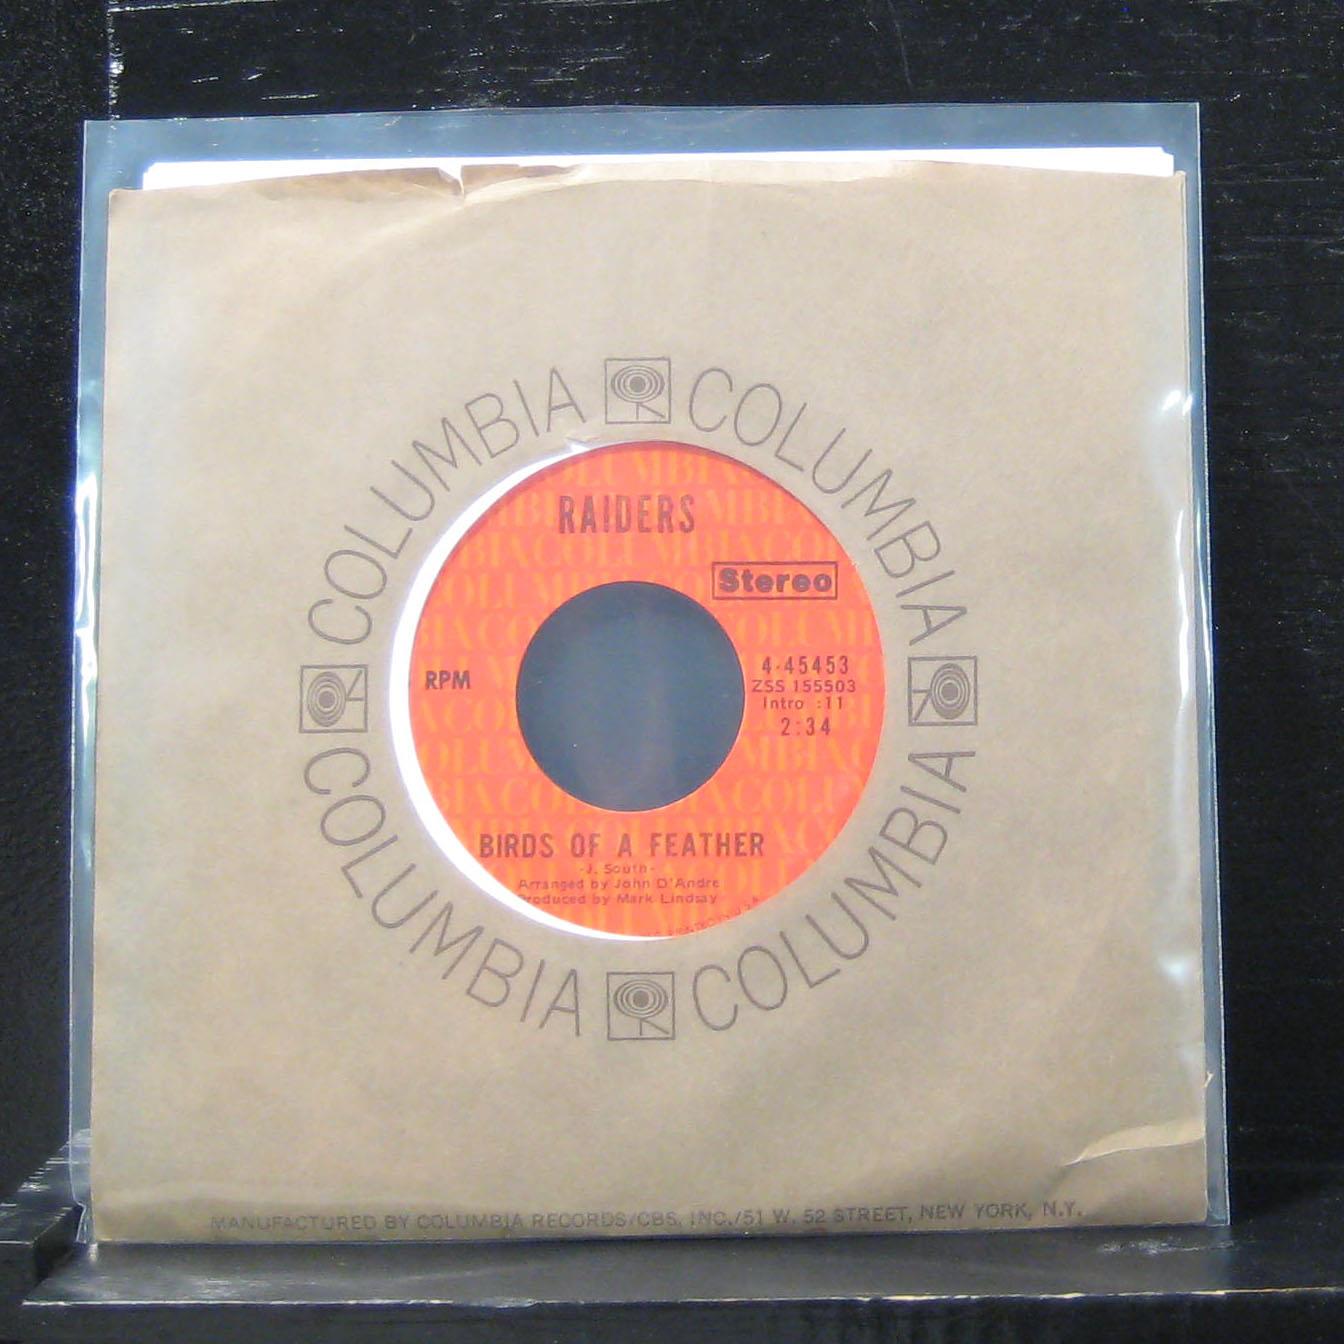 COLUMBIA COLUMBIA COLUMBIA COLUMBIA
RAIDERS
Stereo
RPM
4-45453
ZSS 155503
Intro :11
2:34
BIRDS OF A FEATHER
-J. South-
Arranged by John D'Andre
Produced by Mark Lindsay
PRINTED IN U.S.A.
MANUFACTURED BY COLUMBIA RECORDS/CBS, INC./51 W. 52 STREET, NEW YORK, N.Y.